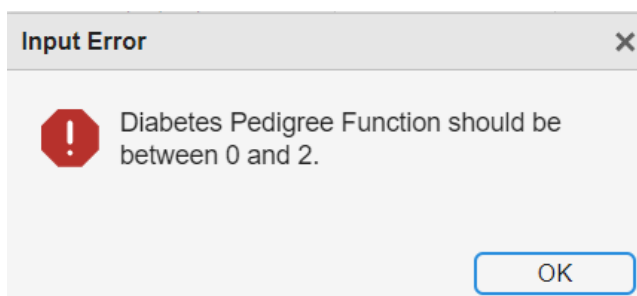 Input Error
Diabetes Pedigree Function should be
between 0 and 2.
OK